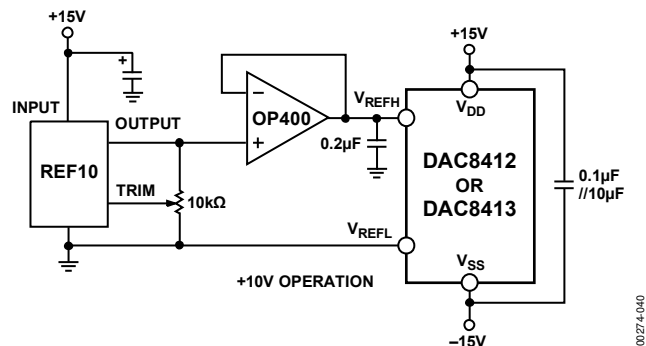 +15V
+15V
+
INPUT
OUTPUT
−
OP400
+
V_REFH
V_DD
0.2µF
REF10
TRIM
10kΩ
DAC8412
OR
DAC8413
0.1µF
//10µF
V_REFL
+10V OPERATION
V_SS
−15V
00274-040